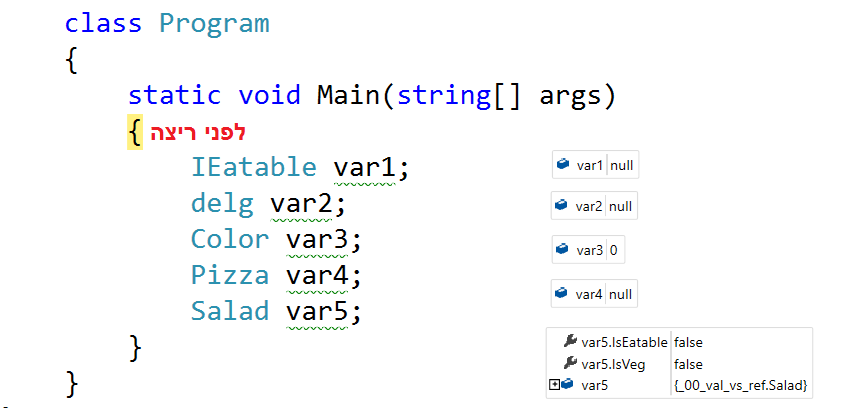 class Program
{
static void Main(string[] args)
{ לפני ריצה
IEatable var1;
var1 null
delg var2;
var2 null
Color var3;
var3 0
Pizza var4;
var4 null
Salad var5;
var5.IsEatable false
var5.IsVeg false
var5 {_00_val_vs_ref.Salad}
}
}